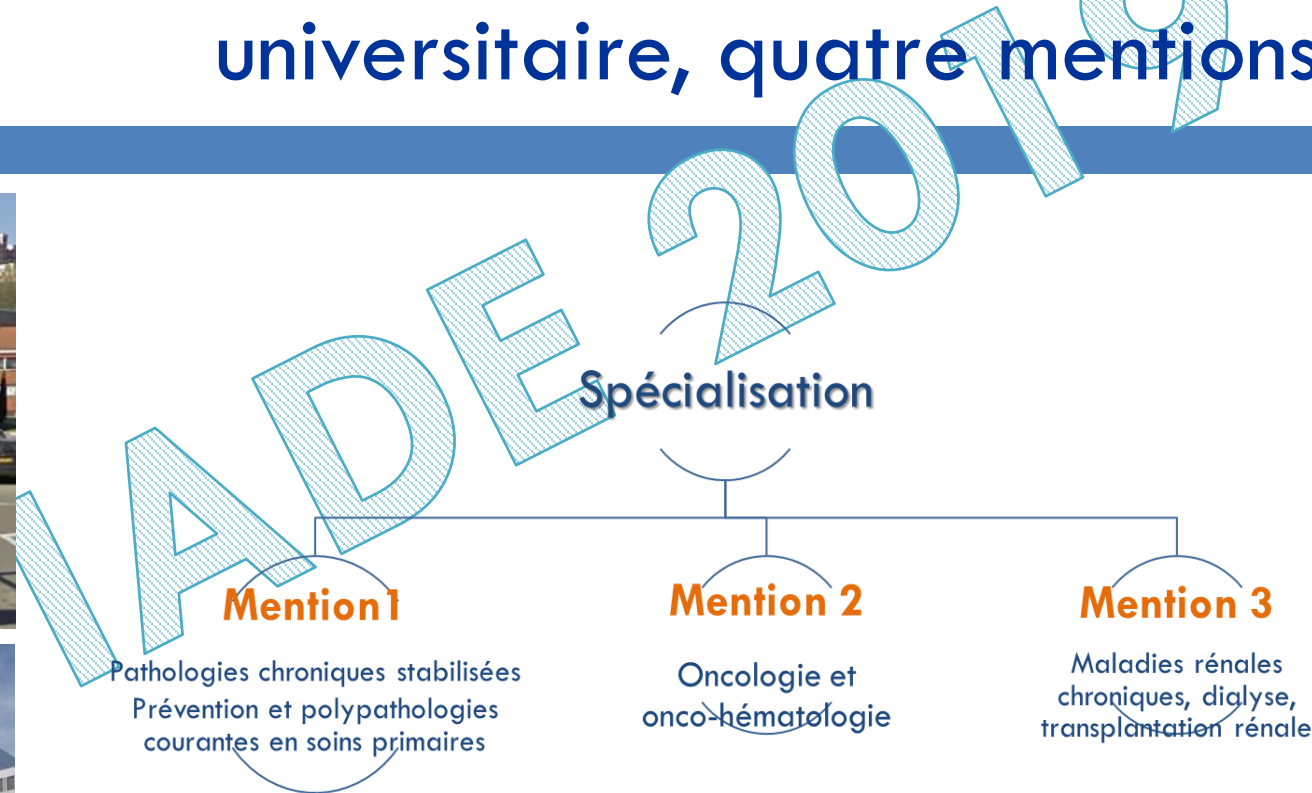 universitaire, quatre mentions
IADE 2019
Spécialisation
Mention1
Pathologies chroniques stabilisées
Prévention et polypathologies
courantes en soins primaires
Mention 2
Oncologie et
onco-hématologie
Mention 3
Maladies rénales
chroniques, dialyse,
transplantation rénale